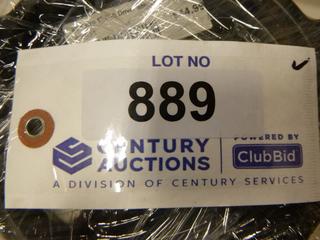 LOT NO
889
CENTURY
AUCTIONS
POWERED BY
ClubBid
A DIVISION OF CENTURY SERVICES